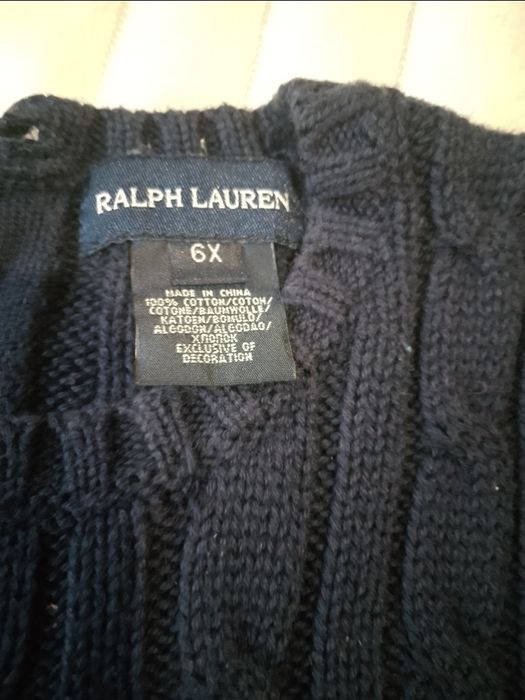 RALPH LAUREN
6X
MADE IN CHINA
100% COTTON/COTON/
COTONE/BAUMWOLLE/
KATOEN/BOMULD/
ALGODON/ALGODAO/
ХЛОПОК
EXCLUSIVE OF
DECORATION